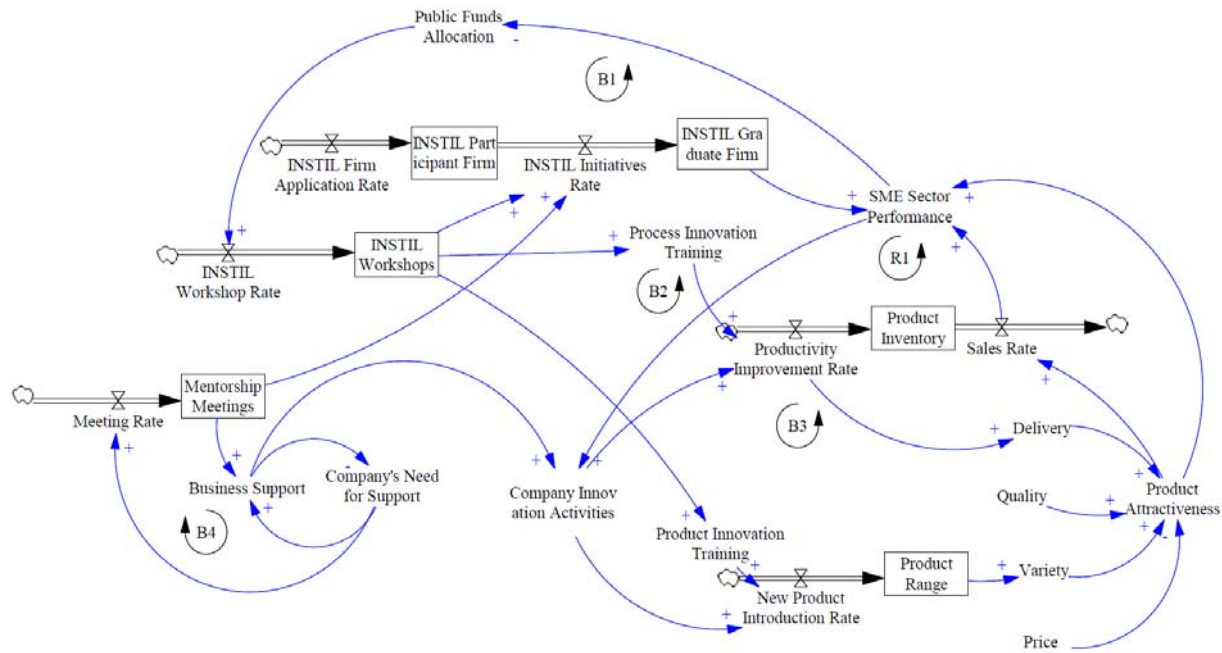 Public Funds
Allocation
-
B1
INSTIL Part
icipant Firm
INSTIL Gra
duate Firm
INSTIL Firm
Application Rate
INSTIL Initiatives
Rate
+
+
+
+
+
SME Sector
Performance
+
+
Process Innovation
Training
+
INSTIL
Workshops
INSTIL
Workshop Rate
R1
B2
+
Product
Inventory
Productivity
Improvement Rate
Sales Rate
+
+
Mentorship
Meetings
Meeting Rate
+
B3
+
Delivery
+
+
-
+
+
Business Support
Company's Need
for Support
+
Company Innov
ation Activities
+
Quality
+
Product
Attractiveness
+
-
B4
+
Product Innovation
Training
+
Product
Range
+
Variety
New Product
Introduction Rate
+
Price